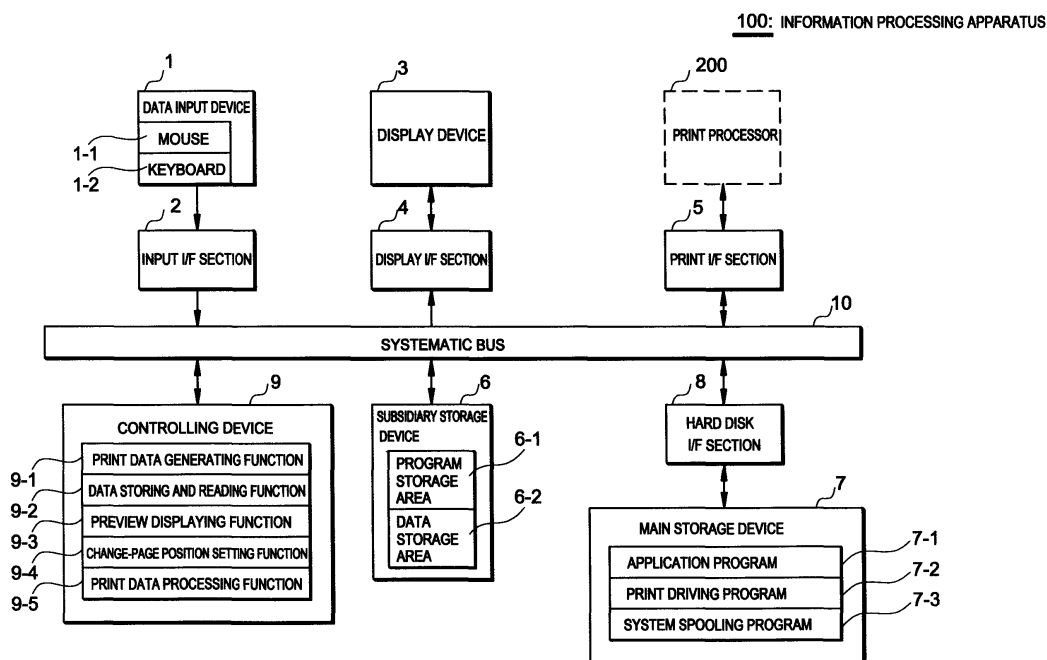 100: INFORMATION PROCESSING APPARATUS
1
DATA INPUT DEVICE
MOUSE
KEYBOARD
1-1
1-2
3
DISPLAY DEVICE
200
PRINT PROCESSOR
2
INPUT I/F SECTION
4
DISPLAY I/F SECTION
5
PRINT I/F SECTION
10
SYSTEMATIC BUS
9
CONTROLLING DEVICE
PRINT DATA GENERATING FUNCTION
DATA STORING AND READING FUNCTION
PREVIEW DISPLAYING FUNCTION
CHANGE-PAGE POSITION SETTING FUNCTION
PRINT DATA PROCESSING FUNCTION
9-1
9-2
9-3
9-4
9-5
6
SUBSIDIARY STORAGE
DEVICE
PROGRAM
STORAGE
AREA
DATA
STORAGE
AREA
6-1
6-2
8
HARD DISK
I/F SECTION
7
MAIN STORAGE DEVICE
APPLICATION PROGRAM
PRINT DRIVING PROGRAM
SYSTEM SPOOLING PROGRAM
7-1
7-2
7-3